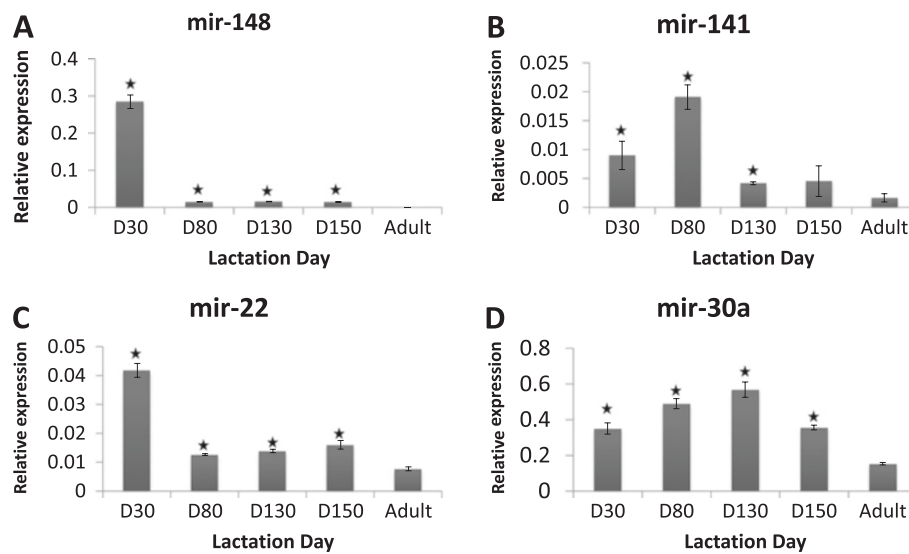 A
mir-148
Relative expression
0.4
0.3
0.2
0.1
0
★
★
★
★
D30 D80 D130 D150 Adult
Lactation Day
B
mir-141
Relative expression
0.025
0.02
0.015
0.01
0.005
0
★
★
★
D30 D80 D130 D150 Adult
Lactation Day
C
mir-22
Relative expression
0.05
0.04
0.03
0.02
0.01
0
★
★
★
★
D30 D80 D130 D150 Adult
Lactation Day
D
mir-30a
Relative expression
0.8
0.6
0.4
0.2
0
★
★
★
★
D30 D80 D130 D150 Adult
Lactation Day